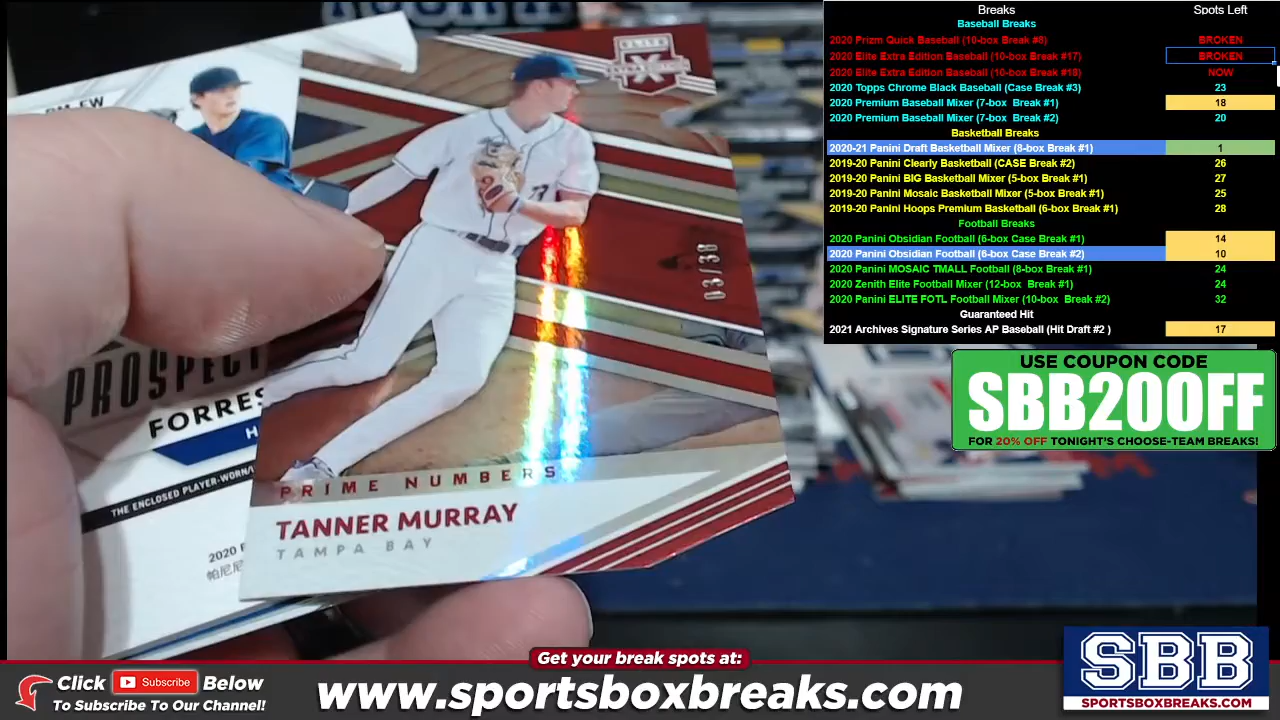 Breaks Spots Left
Baseball Breaks
2020 Prizm Quick Baseball (10-box Break #8) BROKEN
2020 Elite Extra Edition Baseball (10-box Break #17) BROKEN
2020 Elite Extra Edition Baseball (10-box Break #18) NOW
2020 Topps Chrome Black Baseball (Case Break #3) 23
2020 Premium Baseball Mixer (7-box Break #1) 18
2020 Premium Baseball Mixer (7-box Break #2) 20
Basketball Breaks
2020-21 Panini Draft Basketball Mixer (8-box Break #1) 1
2019-20 Panini Clearly Basketball (CASE Break #2) 26
2019-20 Panini BIG Basketball Mixer (5-box Break #1) 27
2019-20 Panini Mosaic Basketball Mixer (5-box Break #1) 25
2019-20 Panini Hoops Premium Basketball (6-box Break #1) 28
Football Breaks
2020 Panini Obsidian Football (6-box Case Break #1) 14
2020 Panini Obsidian Football (6-box Case Break #2) 10
2020 Panini MOSAIC TMALL Football (8-box Break #1) 24
2020 Zenith Elite Football Mixer (12-box Break #1) 24
2020 Panini ELITE FOTL Football Mixer (10-box Break #2) 32
Guaranteed Hit
2021 Archives Signature Series AP Baseball (Hit Draft #2 ) 17
USE COUPON CODE
SBB20OFF
FOR 20% OFF TONIGHT'S CHOOSE-TEAM BREAKS!
ELITE
X
03/38
PROSPEC
FORRES
H
THE ENCLOSED PLAYER-WORN/
2020 P
帕尼尼
PRIME NUMBERS
TANNER MURRAY
TAMPA BAY
Get your break spots at:
www.sportsboxbreaks.com
Click Subscribe Below
To Subscribe To Our Channel!
SBB
SPORTSBOXBREAKS.COM